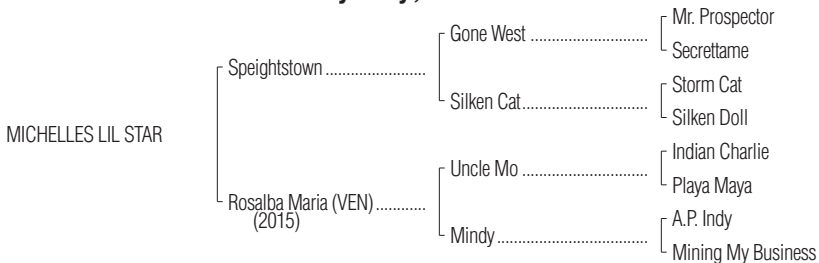 Mr. Prospector
Gone West
Secrettame
Speightstown
Storm Cat
Silken Cat
Silken Doll
MICHELLES LIL STAR
Indian Charlie
Uncle Mo
Playa Maya
Rosalba Maria (VEN)
(2015)
A.P. Indy
Mindy
Mining My Business